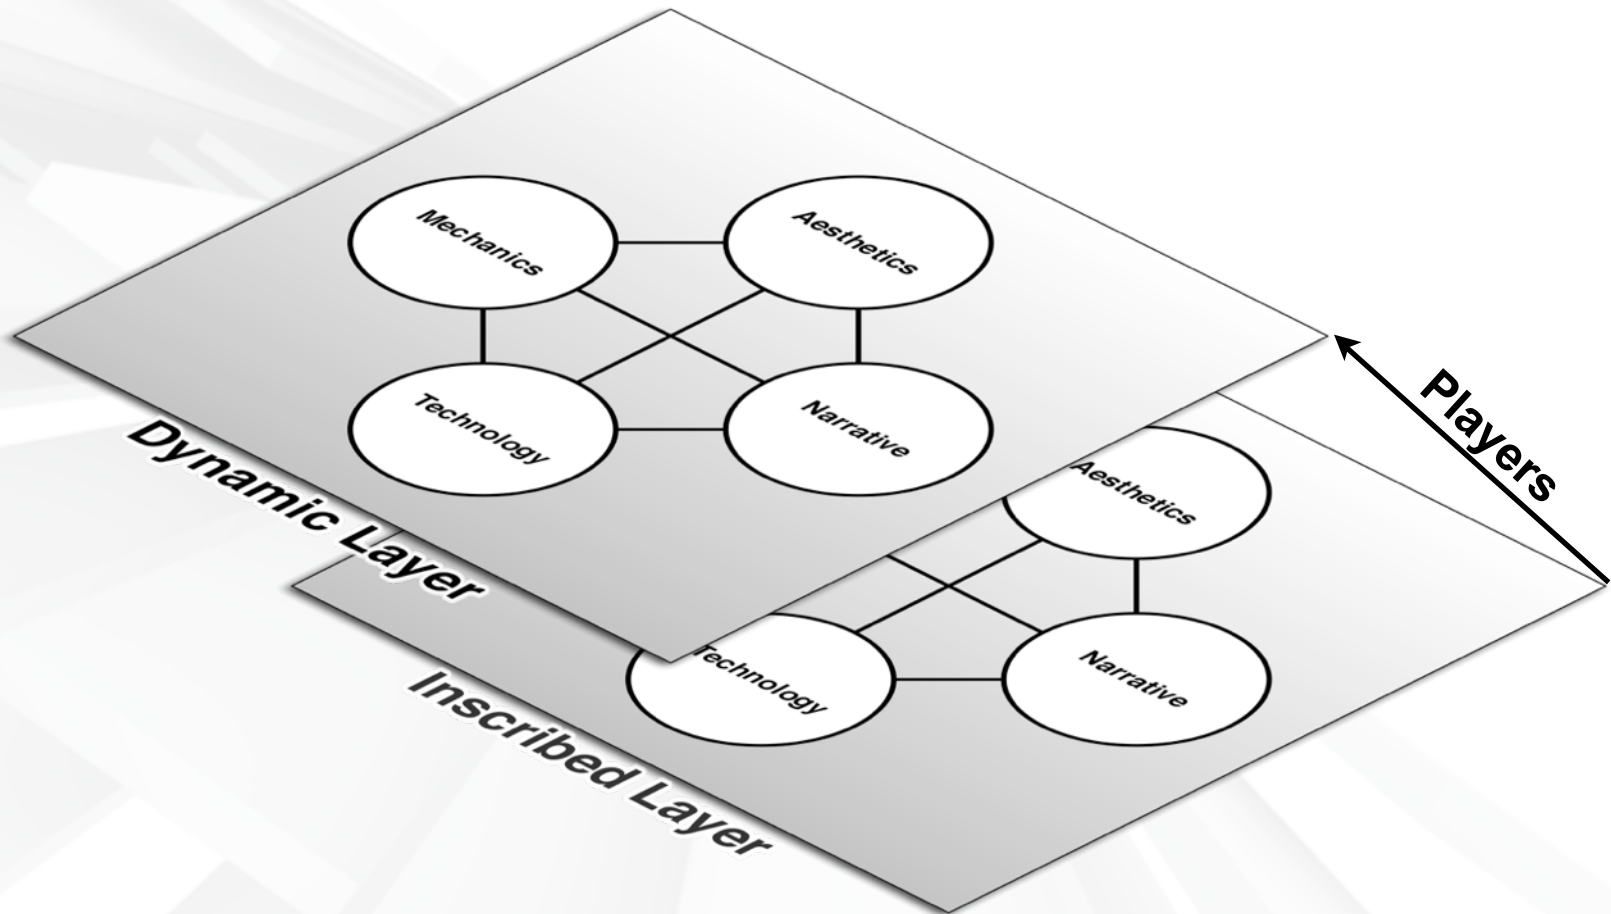 Mechanics
Aesthetics
Technology
Narrative
Dynamic Layer
Players
Aesthetics
Technology
Narrative
Inscribed Layer